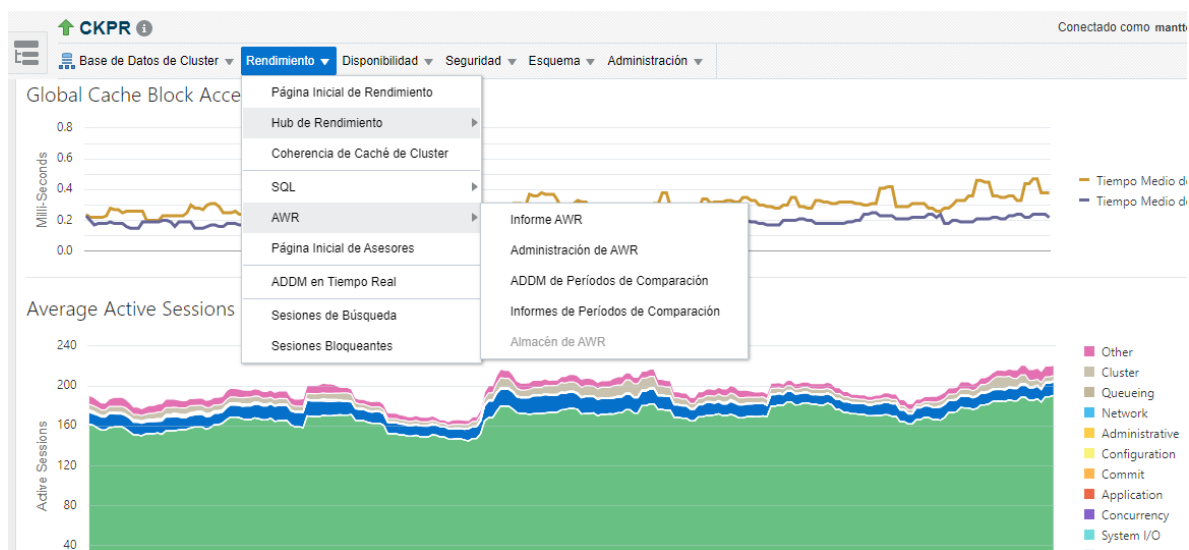 CKPR
Conectado como mantt
Base de Datos de Cluster
Rendimiento
Disponibilidad
Seguridad
Esquema
Administración
Global Cache Block Acce
Página Inicial de Rendimiento
Hub de Rendimiento
Coherencia de Caché de Cluster
SQL
AWR
Página Inicial de Asesores
ADDM en Tiempo Real
Sesiones de Búsqueda
Sesiones Bloqueantes
Informe AWR
Administración de AWR
ADDM de Períodos de Comparación
Informes de Períodos de Comparación
Almacén de AWR
0.8
0.6
0.4
0.2
0.0
Milli-Seconds
Tiempo Medio de
Tiempo Medio de
Average Active Sessions
240
200
160
120
80
40
Active Sessions
Other
Cluster
Queueing
Network
Administrative
Configuration
Commit
Application
Concurrency
System I/O